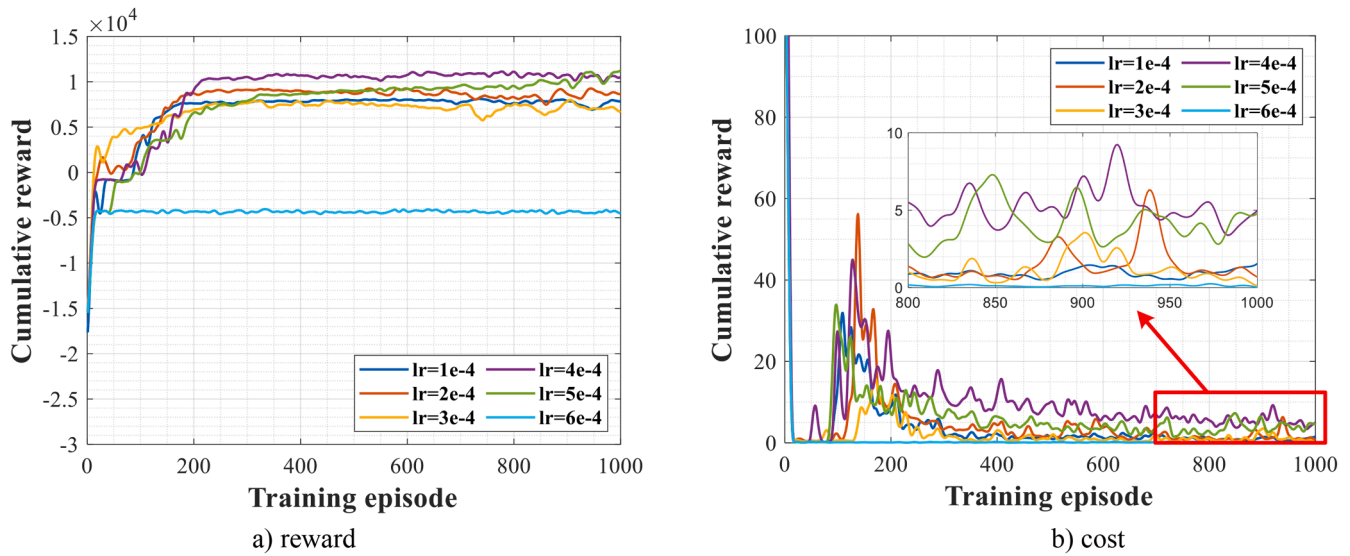 ×10⁴
1.5
1.0
0.5
0
-0.5
-1
-1.5
-2
-2.5
-3
Cumulative reward
0 200 400 600 800 1000
Training episode
lr=1e-4 lr=4e-4
lr=2e-4 lr=5e-4
lr=3e-4 lr=6e-4
a) reward
100
80
60
40
20
0
Cumulative reward
0 200 400 600 800 1000
Training episode
lr=1e-4 lr=4e-4
lr=2e-4 lr=5e-4
lr=3e-4 lr=6e-4
10
5
0
800 850 900 950 1000
b) cost